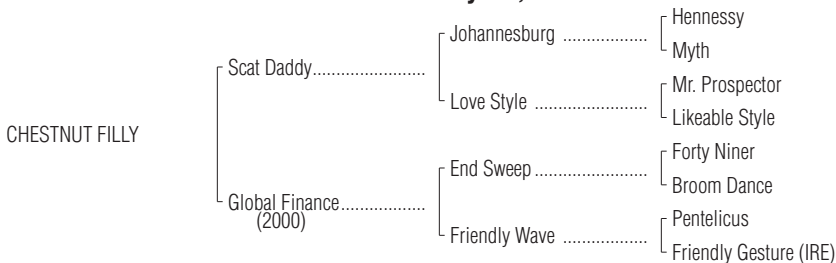 Hennessy
Johannesburg ..................
Myth
Scat Daddy........................
Mr. Prospector
Love Style ........................
Likeable Style
CHESTNUT FILLY
Forty Niner
End Sweep ........................
Broom Dance
Global Finance..................
(2000)
Pentelicus
Friendly Wave ..................
Friendly Gesture (IRE)